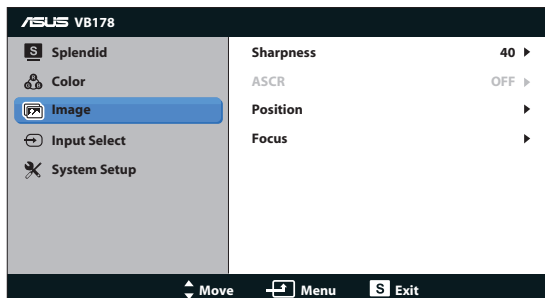 ASUS VB178
S Splendid
Color
Image
Input Select
System Setup
Sharpness 40
ASCR OFF
Position
Focus
Move Menu S Exit